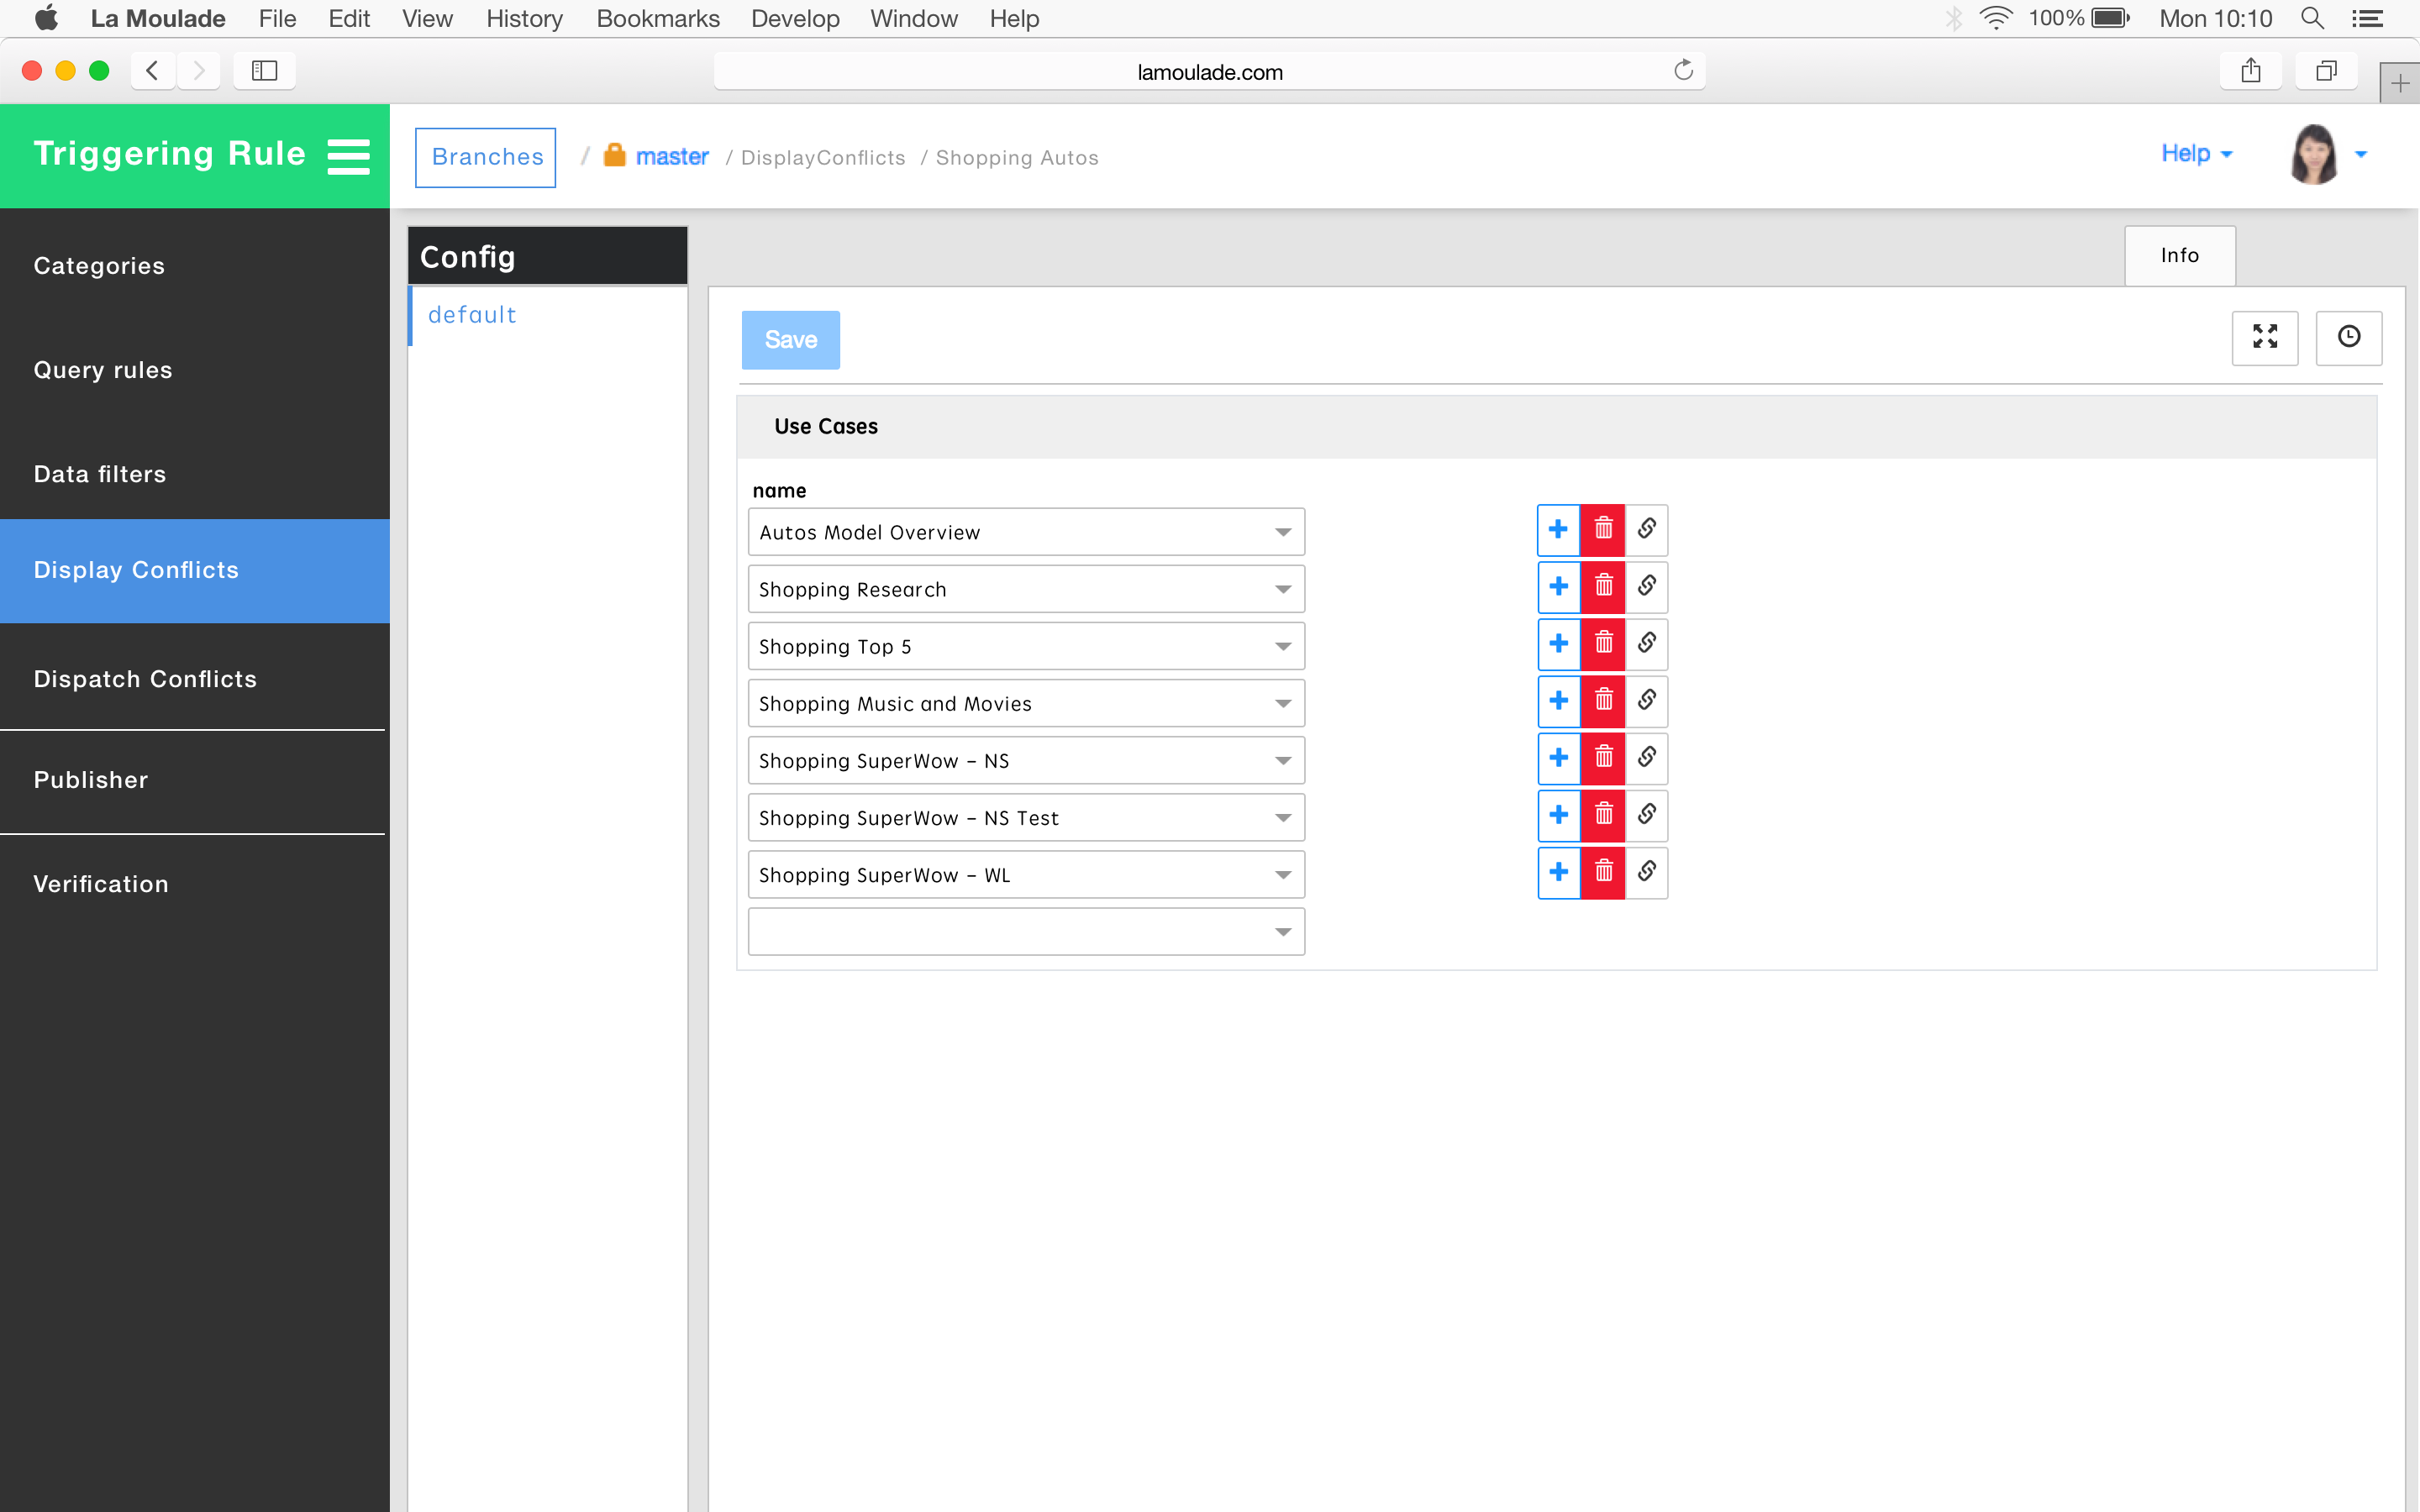 La Moulade File Edit View History Bookmarks Develop Window Help 100% Mon 10:10
lamoulade.com
Triggering Rule
Branches / master / DisplayConflicts / Shopping Autos
Help
Categories
Query rules
Data filters
Display Conflicts
Dispatch Conflicts
Publisher
Verification
Config
default
Info
Save
Use Cases
name
Autos Model Overview
Shopping Research
Shopping Top 5
Shopping Music and Movies
Shopping SuperWow – NS
Shopping SuperWow – NS Test
Shopping SuperWow – WL